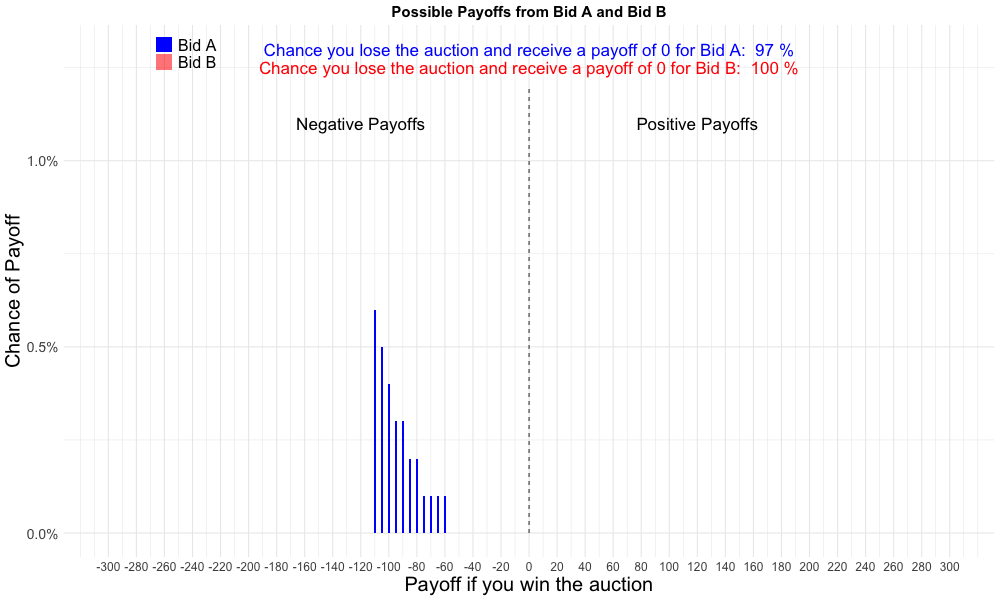 Possible Payoffs from Bid A and Bid B
Bid A
Bid B
Chance you lose the auction and receive a payoff of 0 for Bid A:  97 %
Chance you lose the auction and receive a payoff of 0 for Bid B:  100 %
Negative Payoffs
Positive Payoffs
Chance of Payoff
1.0%
0.5%
0.0%
-300 -280 -260 -240 -220 -200 -180 -160 -140 -120 -100 -80 -60 -40 -20 0 20 40 60 80 100 120 140 160 180 200 220 240 260 280 300
Payoff if you win the auction